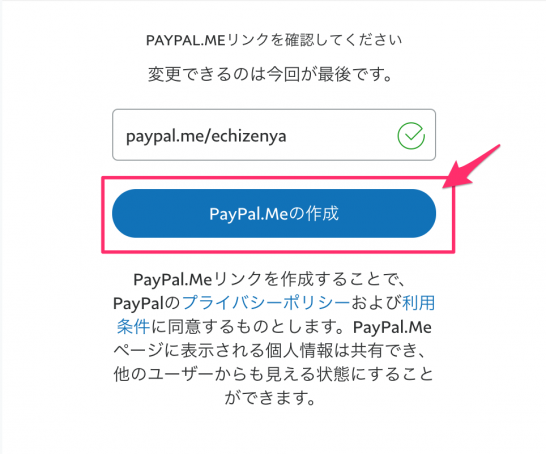 PAYPAL.MEリンクを確認してください
変更できるのは今回が最後です。
paypal.me/echizenya
PayPal.Meの作成
PayPal.Meリンクを作成することで、
PayPalのプライバシーポリシーおよび利用
条件に同意するものとします。PayPal.Me
ページに表示される個人情報は共有でき、
他のユーザーからも見える状態にすること
ができます。